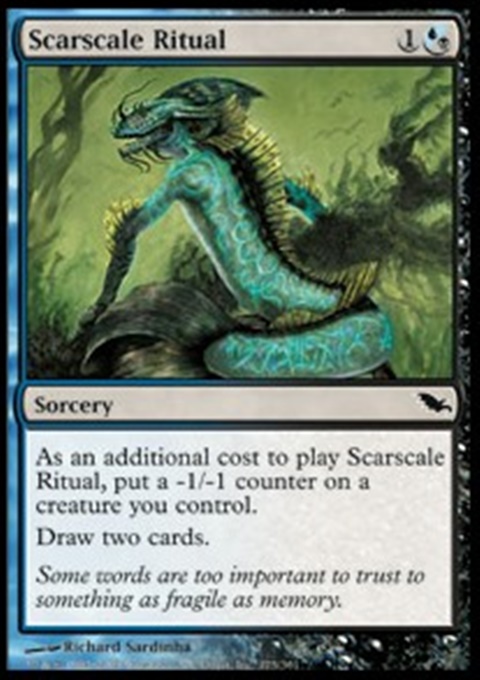 Scarscale Ritual 1
Sorcery
As an additional cost to play Scarscale
Ritual, put a -1/-1 counter on a
creature you control.
Draw two cards.
Some words are too important to trust to
something as fragile as memory.
Richard Sardinha